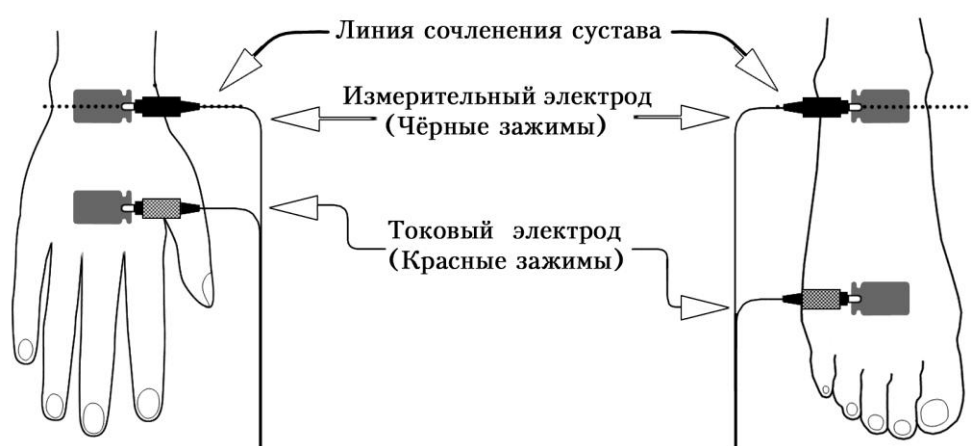 Линия сочленения сустава
Измерительный электрод
(Чёрные зажимы)
Токовый электрод
(Красные зажимы)